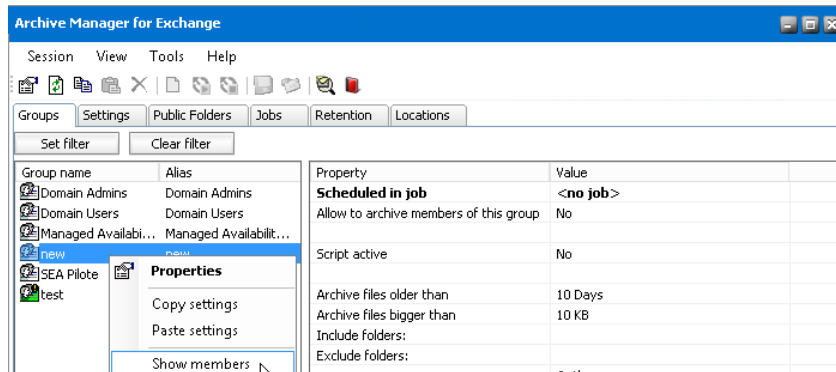 Archive Manager for Exchange
Session View Tools Help
Groups Settings Public Folders Jobs Retention Locations
Set filter Clear filter
Group name Alias Property Value
Domain Admins Domain Admins Scheduled in job <no job>
Domain Users Domain Users Allow to archive members of this group No
Managed Availabi... Managed Availabilit...
new new Script active No
SEA Pilote Properties
test Archive files older than 10 Days
Copy settings Archive files bigger than 10 KB
Paste settings Include folders:
Exclude folders:
Show members